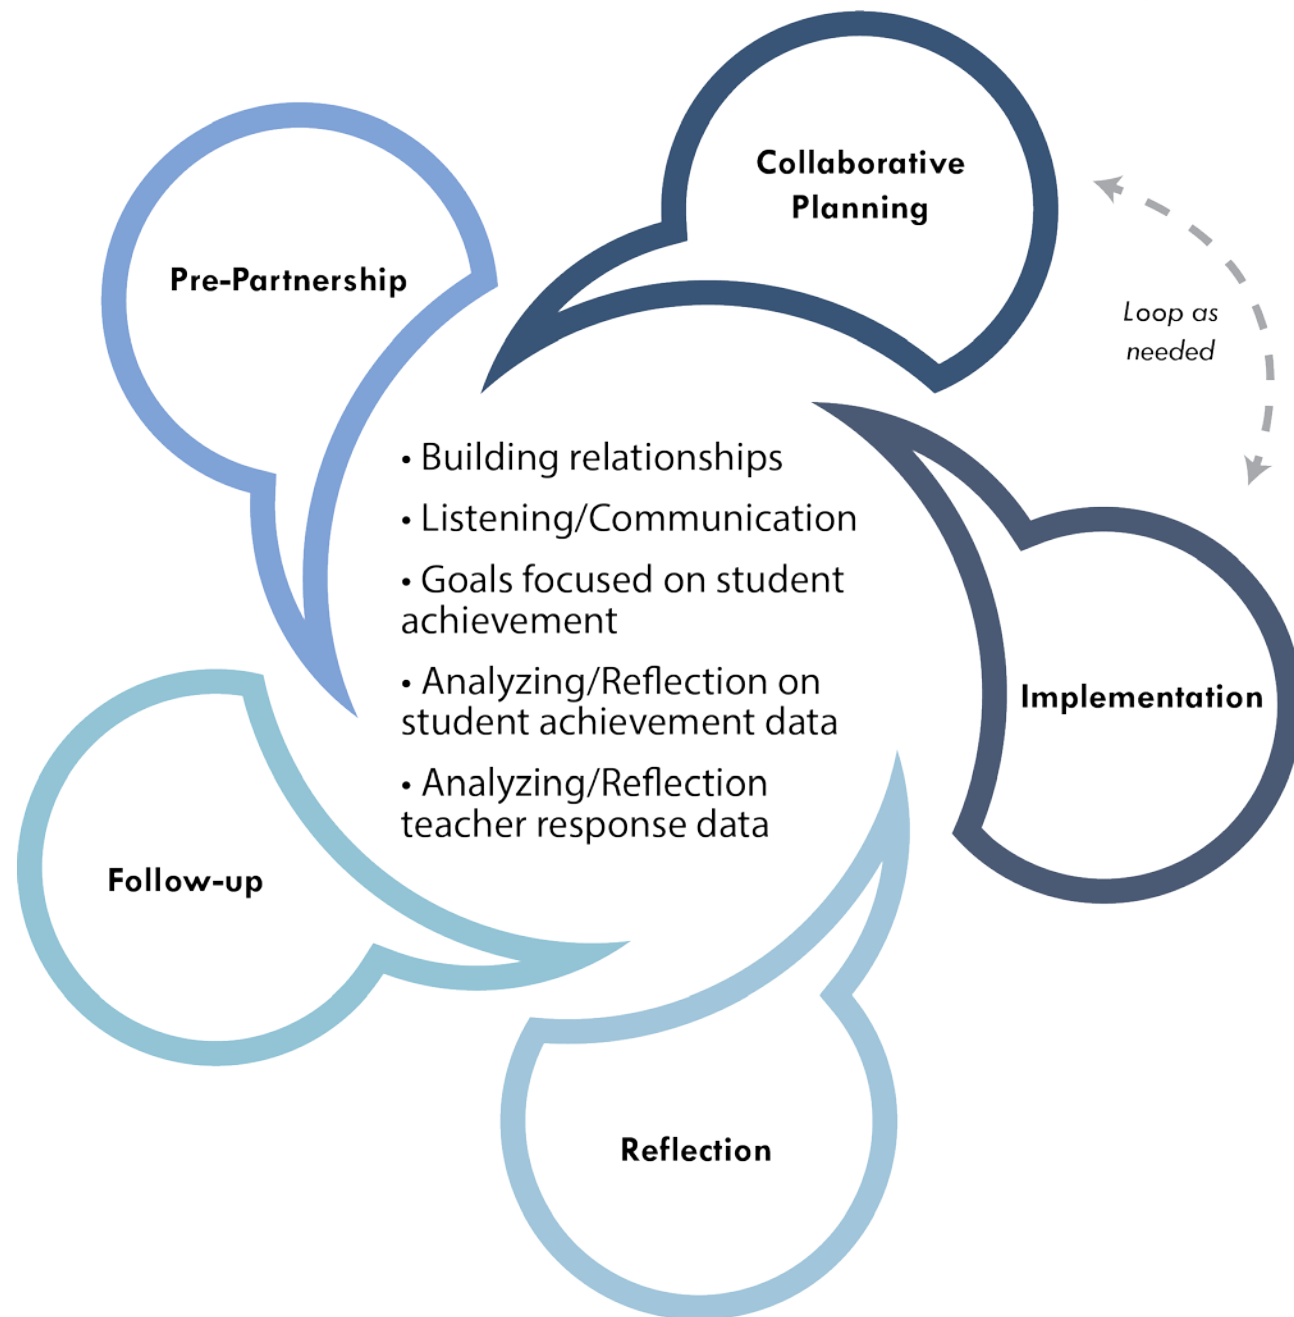 Collaborative
Planning
Pre-Partnership
Loop as
needed
• Building relationships
• Listening/Communication
• Goals focused on student
achievement
• Analyzing/Reflection on
student achievement data
• Analyzing/Reflection
teacher response data
Implementation
Follow-up
Reflection